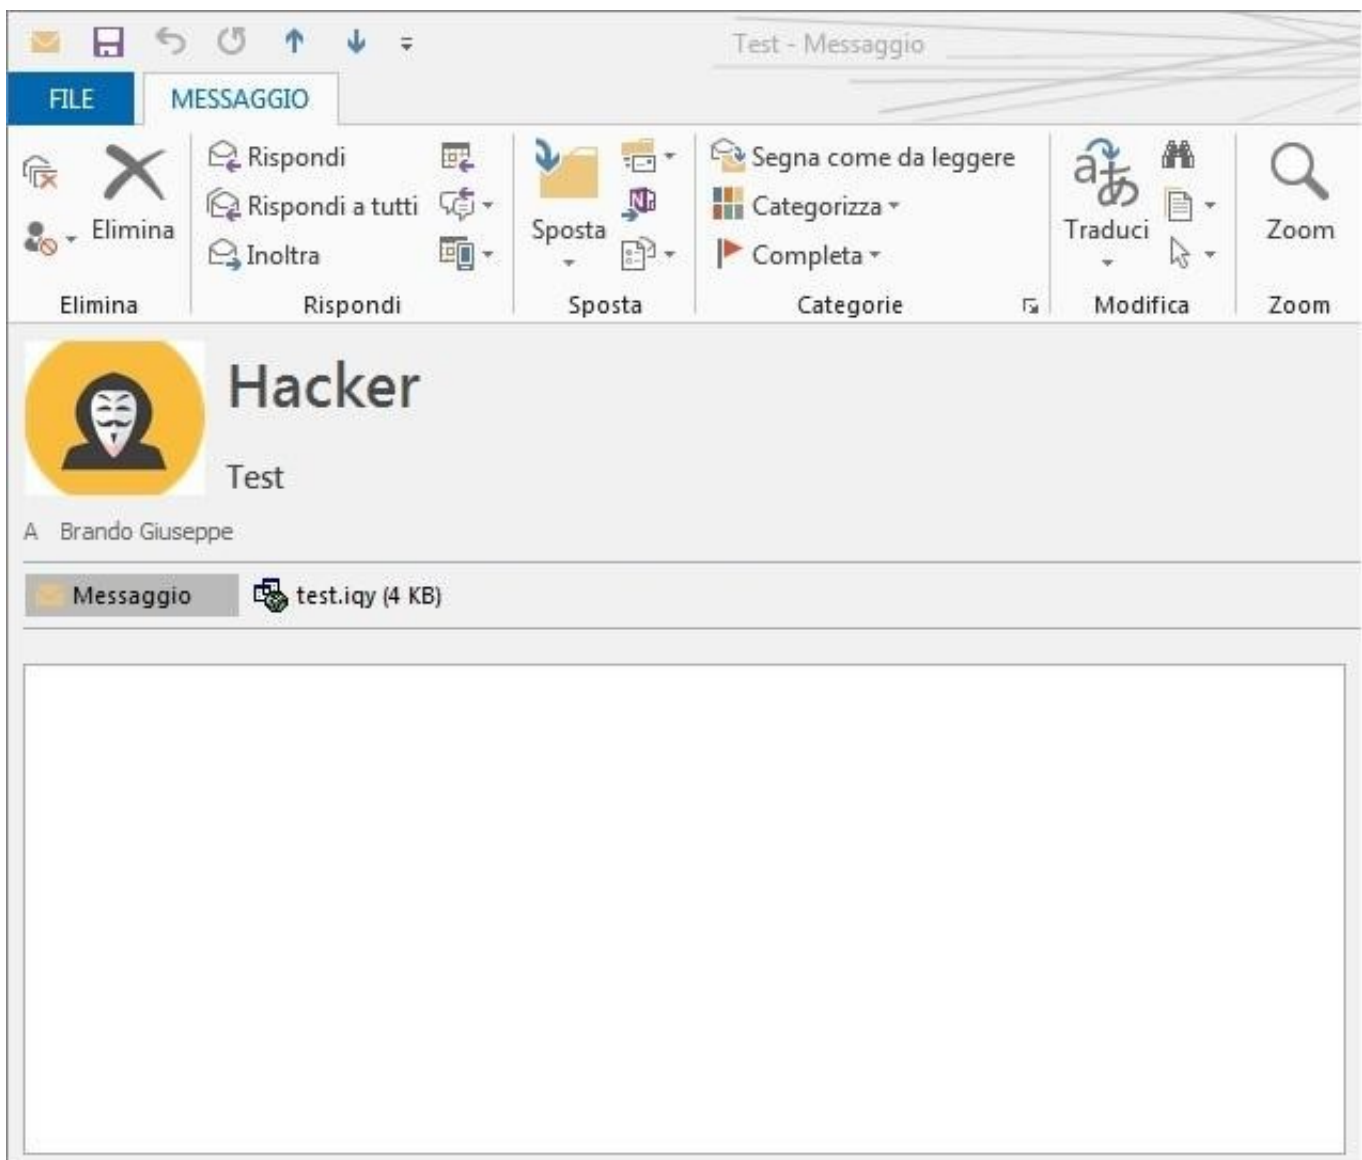 Test - Messaggio
FILE MESSAGGIO
Rispondi Segna come da leggere
Elimina Rispondi a tutti Sposta Categorizza Traduci Zoom
Inoltra Completa
Elimina Rispondi Sposta Categorie Modifica Zoom
Hacker
Test
A Brando Giuseppe
Messaggio test.iqy (4 KB)